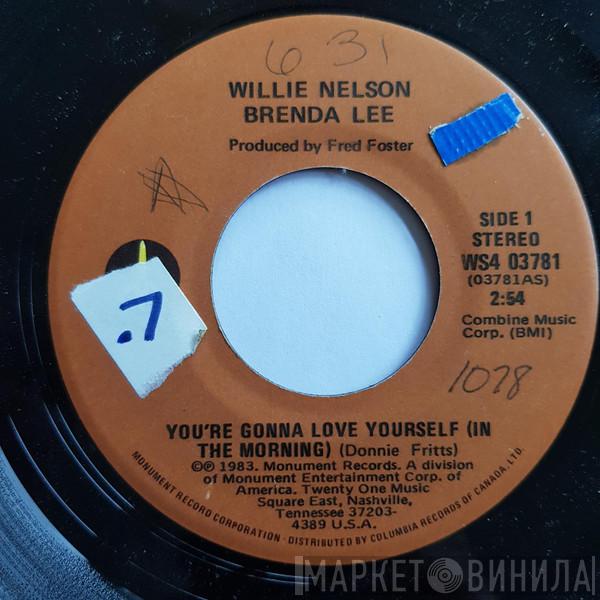 631
WILLIE NELSON
BRENDA LEE
Produced by Fred Foster
SIDE 1
STEREO
WS4 03781
(03781AS)
2:54
Combine Music
Corp. (BMI)
.7
1078
YOU'RE GONNA LOVE YOURSELF (IN
THE MORNING) (Donnie Fritts)
©℗ 1983. Monument Records. A division
of Monument Entertainment Corp. of
America. Twenty One Music
Square East, Nashville,
Tennessee 37203-
4389 U.S.A.
MONUMENT RECORD CORPORATION - DISTRIBUTED BY COLUMBIA RECORDS OF CANADA, LTD.
МАРКЕТ ВИНИЛА!